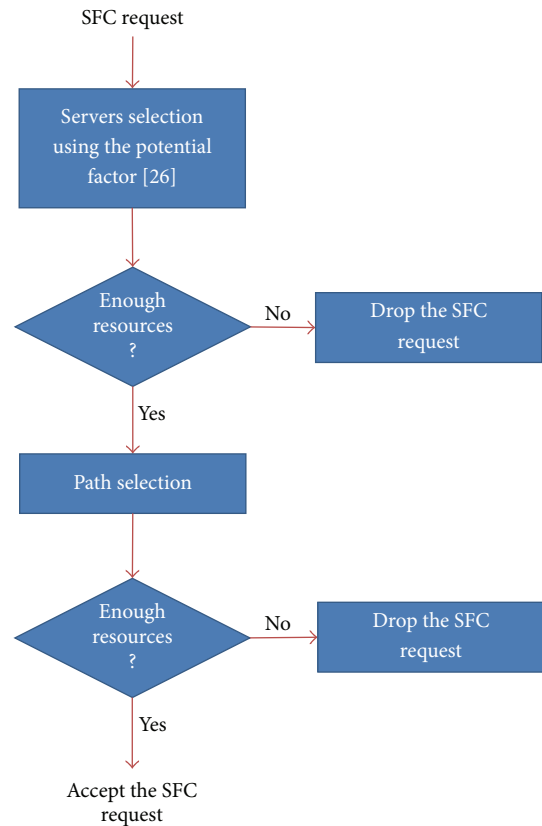 SFC request
Servers selection
using the potential
factor [26]
Enough
resources
?
No
Drop the SFC
request
Yes
Path selection
Enough
resources
?
No
Drop the SFC
request
Yes
Accept the SFC
request